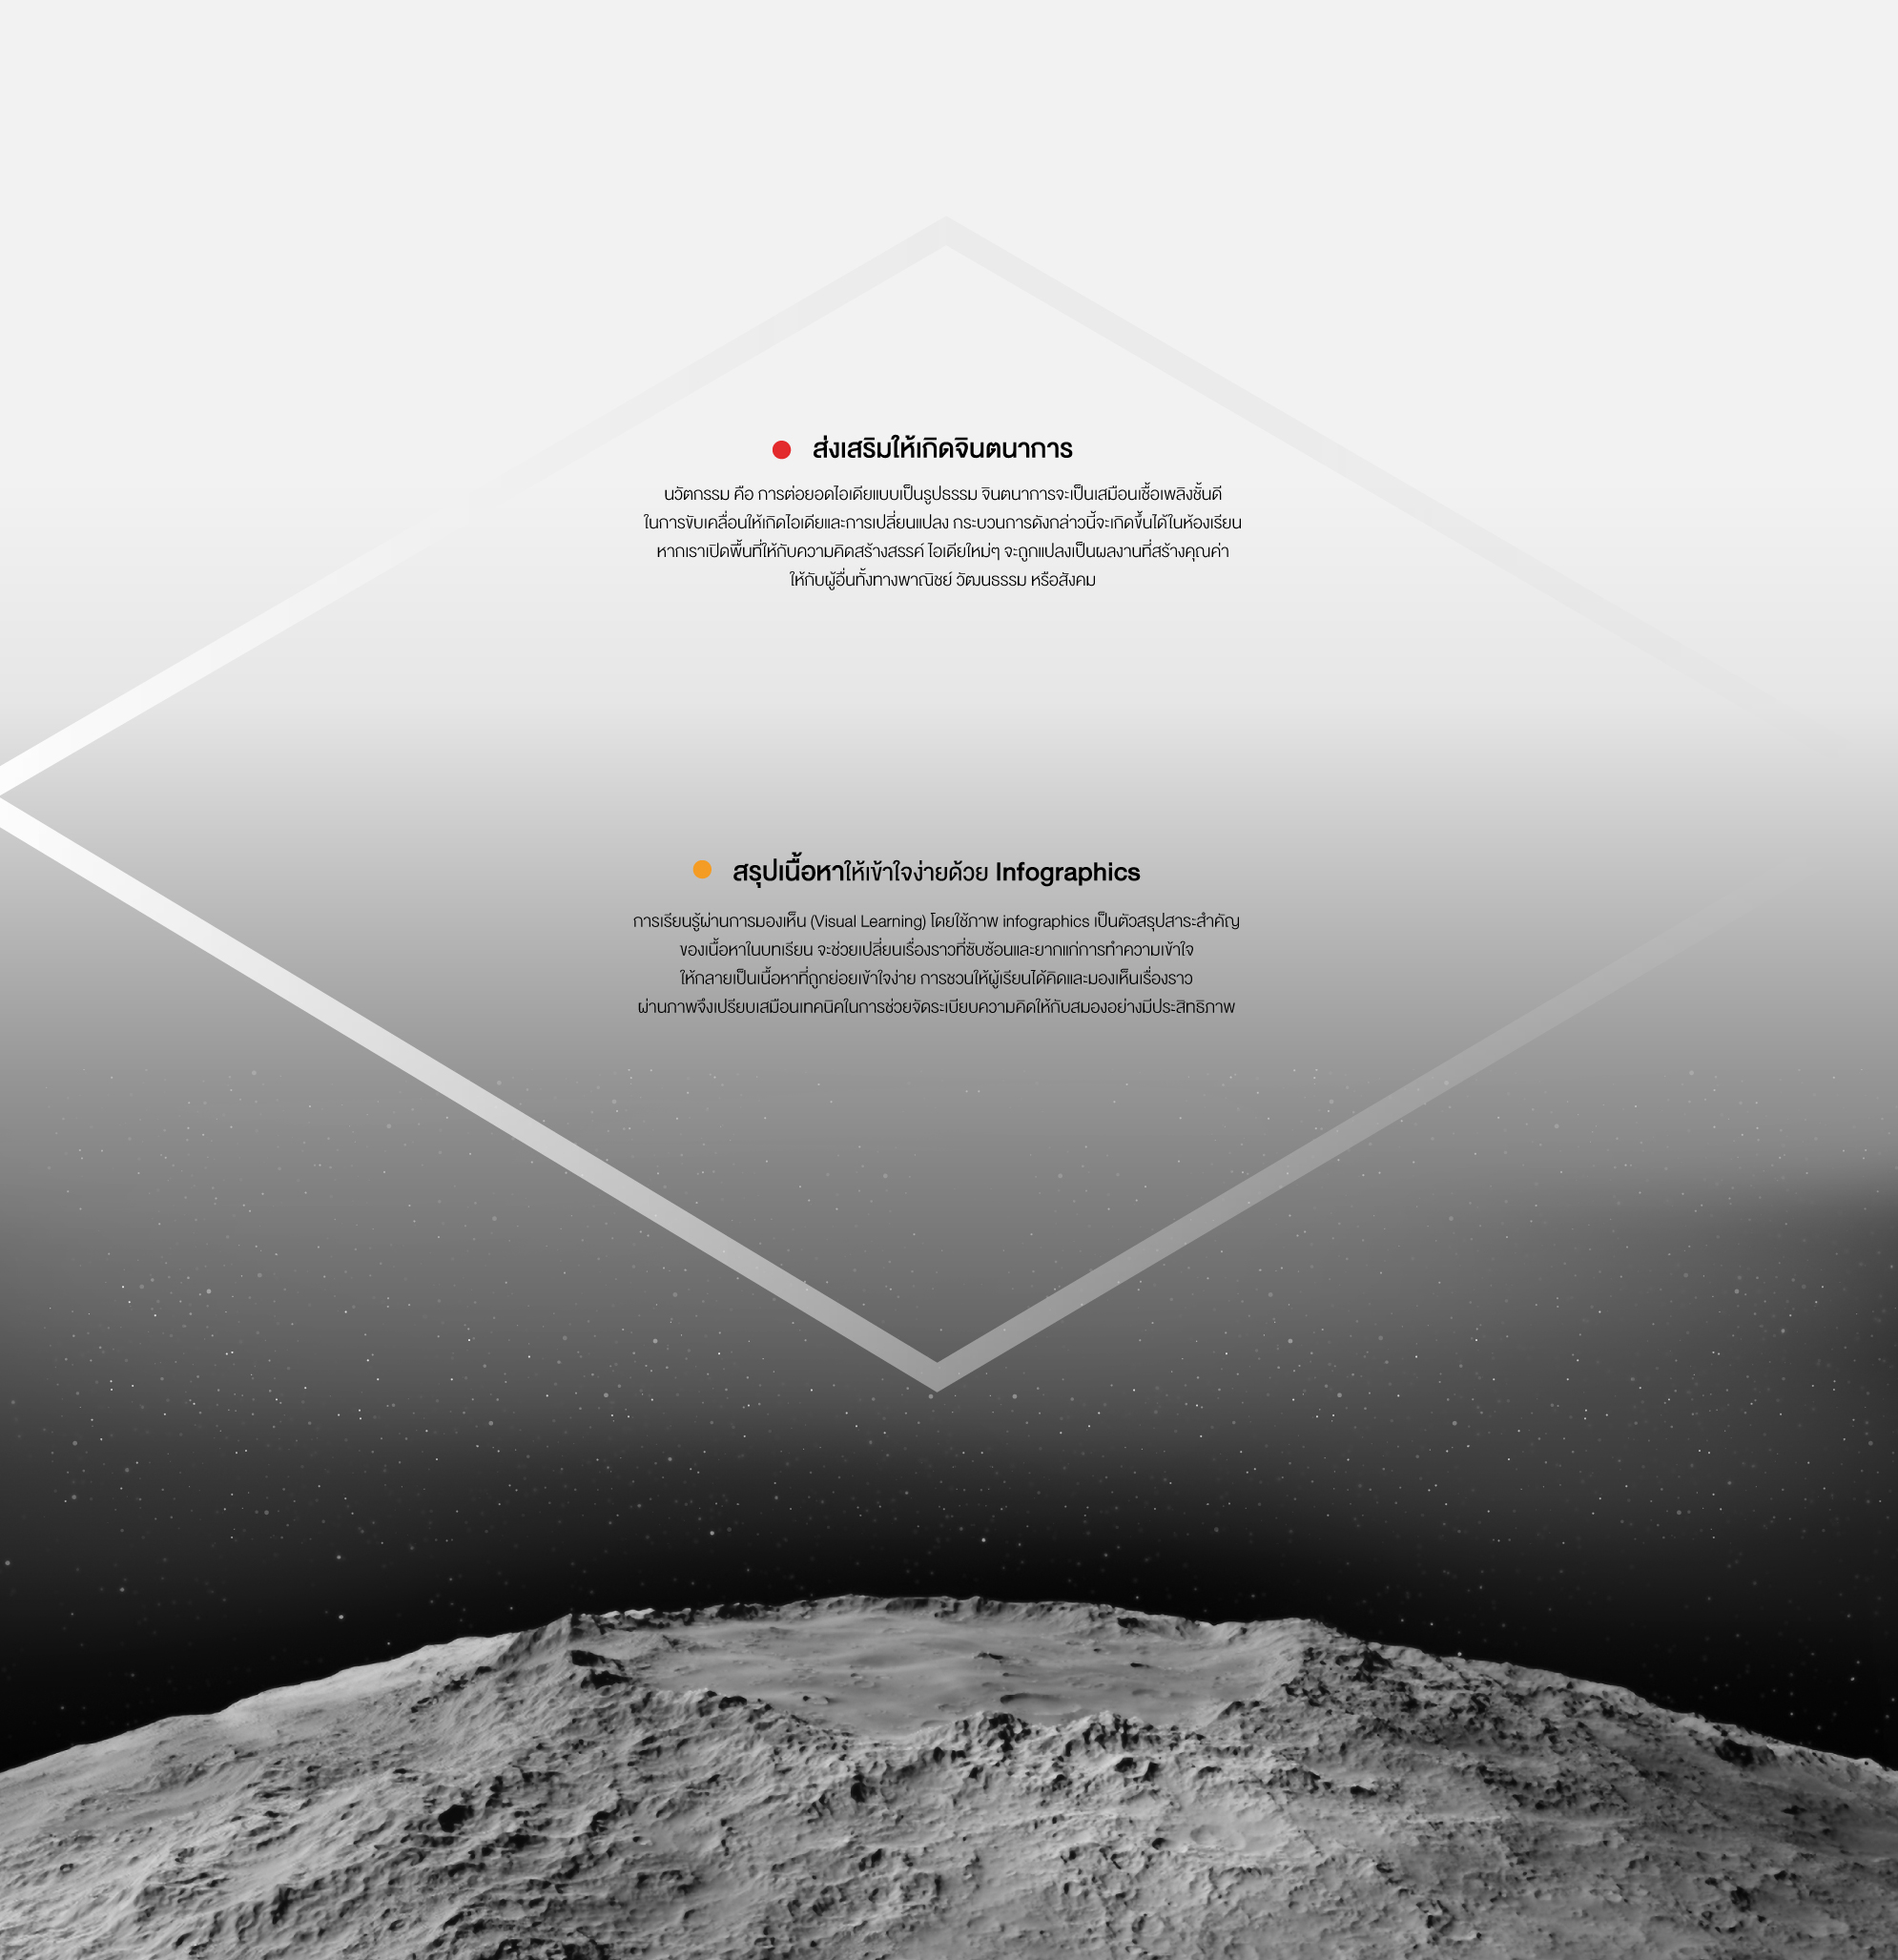 ส่งเสริมให้เกิดจินตนาการ
นวัตกรรม คือ การต่อยอดไอเดียแบบเป็นรูปธรรม จินตนาการจะเป็นเสมือนเชื้อเพลิงชั้นดี
ในการขับเคลื่อนให้เกิดไอเดียและการเปลี่ยนแปลง กระบวนการดังกล่าวนี้จะเกิดขึ้นได้ในห้องเรียน
หากเราเปิดพื้นที่ให้กับความคิดสร้างสรรค์ ไอเดียใหม่ๆ จะถูกแปลงเป็นผลงานที่สร้างคุณค่า
ให้กับผู้อื่นทั้งทางพาณิชย์ วัฒนธรรม หรือสังคม
สรุปเนื้อหาให้เข้าใจง่ายด้วย Infographics
การเรียนรู้ผ่านการมองเห็น (Visual Learning) โดยใช้ภาพ infographics เป็นตัวสรุปสาระสำคัญ
ของเนื้อหาในบทเรียน จะช่วยเปลี่ยนเรื่องราวที่ซับซ้อนและยากแก่การทำความเข้าใจ
ให้กลายเป็นเนื้อหาที่ถูกย่อยเข้าใจง่าย การชวนให้ผู้เรียนได้คิดและมองเห็นเรื่องราว
ผ่านภาพจึงเปรียบเสมือนเทคนิคในการช่วยจัดระเบียบความคิดให้กับสมองอย่างมีประสิทธิภาพ